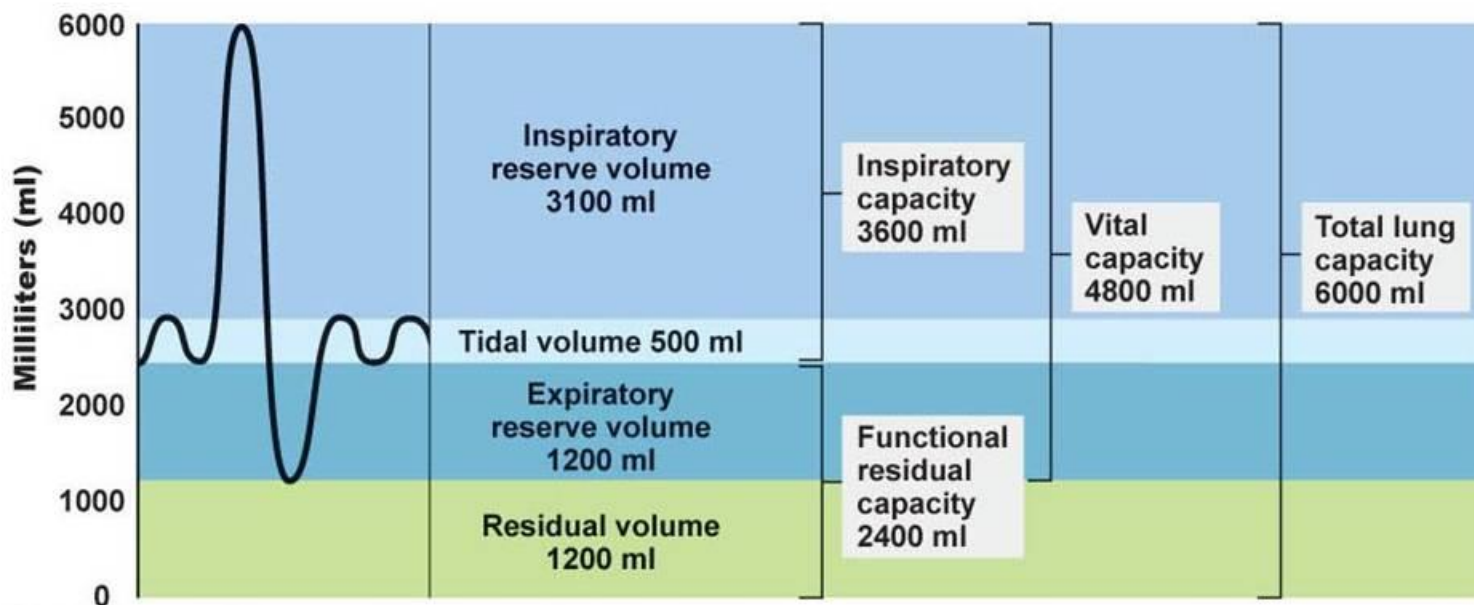 6000
5000
4000
3000
2000
1000
0
Milliliters (ml)
Inspiratory
reserve volume
3100 ml
Tidal volume 500 ml
Expiratory
reserve volume
1200 ml
Residual volume
1200 ml
Inspiratory
capacity
3600 ml
Functional
residual
capacity
2400 ml
Vital
capacity
4800 ml
Total lung
capacity
6000 ml